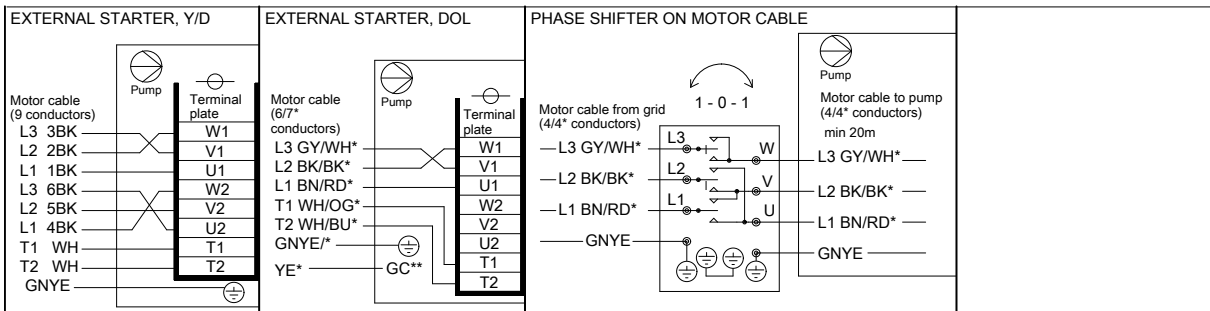 EXTERNAL STARTER, Y/D
Pump
Motor cable
(9 conductors)
Terminal
plate
L3 3BK
W1
L2 2BK
V1
L1 1BK
U1
L3 6BK
W2
L2 5BK
V2
L1 4BK
U2
T1 WH
T1
T2 WH
T2
GNYE
EXTERNAL STARTER, DOL
Pump
Motor cable
(6/7*
conductors)
Terminal
plate
L3 GY/WH*
W1
L2 BK/BK*
V1
L1 BN/RD*
U1
T1 WH/OG*
W2
T2 WH/BU*
V2
GNYE/*
U2
YE*
GC**
T1
T2
PHASE SHIFTER ON MOTOR CABLE
1 - 0 - 1
Pump
Motor cable from grid
(4/4* conductors)
Motor cable to pump
(4/4* conductors)
min 20m
L3 GY/WH*
L3
W
L3 GY/WH*
L2 BK/BK*
L2
V
L2 BK/BK*
L1 BN/RD*
L1
U
L1 BN/RD*
GNYE
GNYE